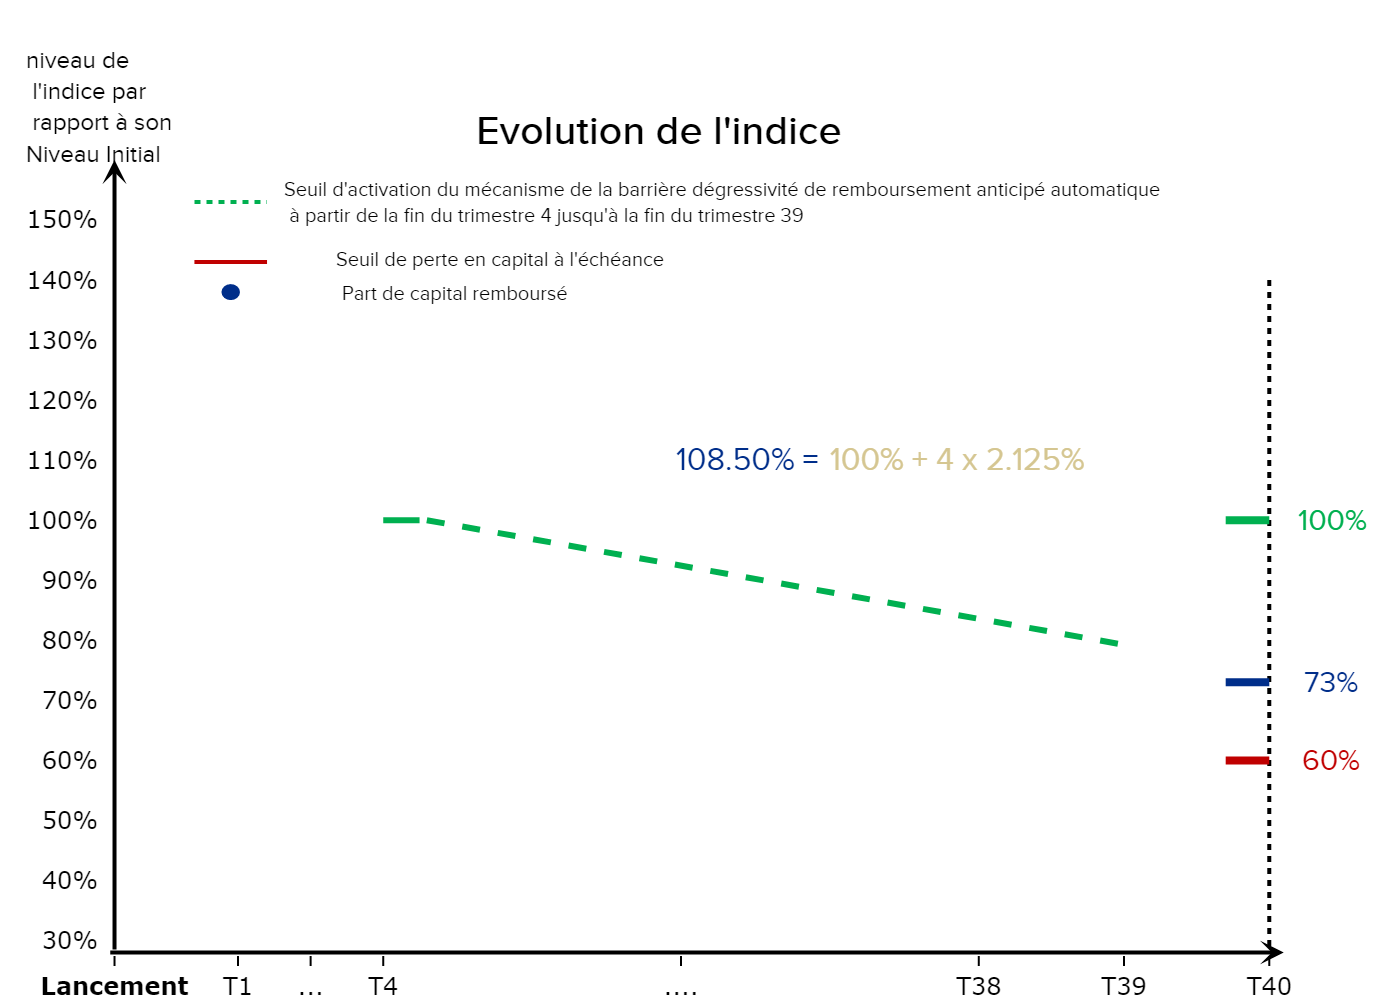 niveau de
l'indice par
rapport à son
Niveau Initial
Evolution de l'indice
Seuil d'activation du mécanisme de la barrière dégressivité de remboursement anticipé automatique
à partir de la fin du trimestre 4 jusqu'à la fin du trimestre 39
Seuil de perte en capital à l'échéance
Part de capital remboursé
150%
140%
130%
120%
110%
100%
90%
80%
70%
60%
50%
40%
30%
108.50% = 100% + 4 x 2.125%
100%
73%
60%
Lancement T1 ... T4 .... T38 T39 T40